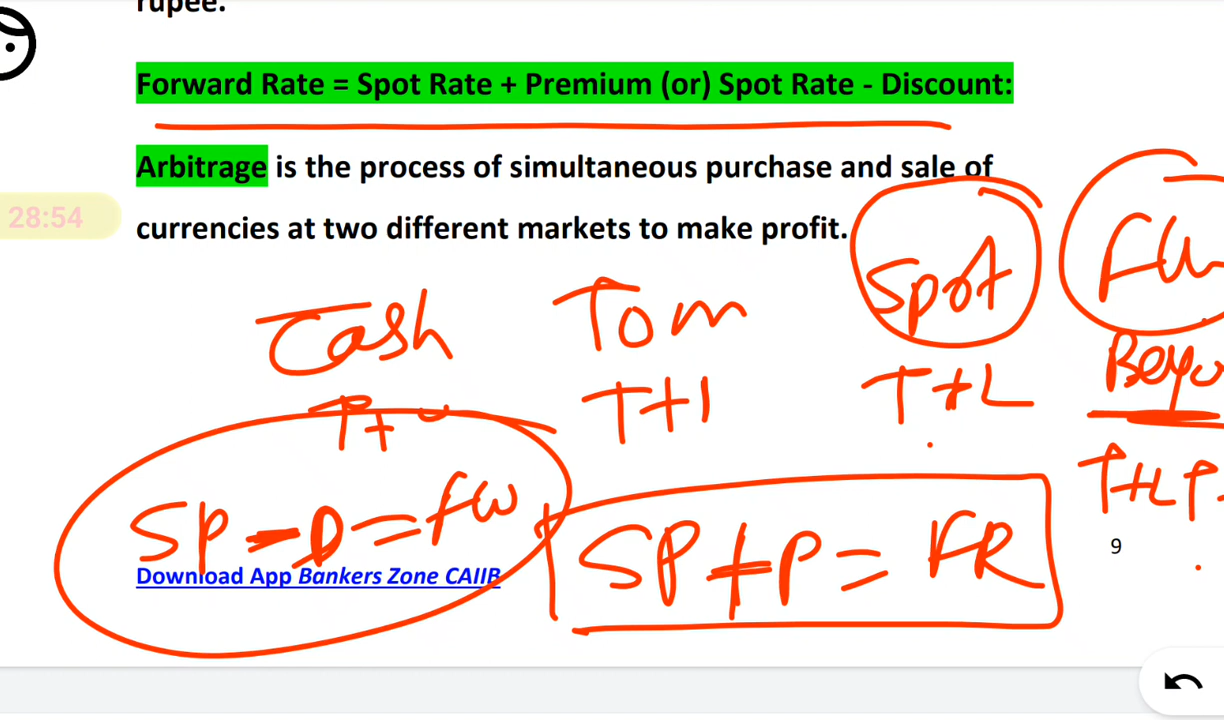 rupee.
Forward Rate = Spot Rate + Premium (or) Spot Rate - Discount:
Arbitrage is the process of simultaneous purchase and sale of
28:54
currencies at two different markets to make profit.
Cash Tom Spot
T+1 T+2
SP - D = FW
SP + P = FR
9
Download App Bankers Zone CAIIB